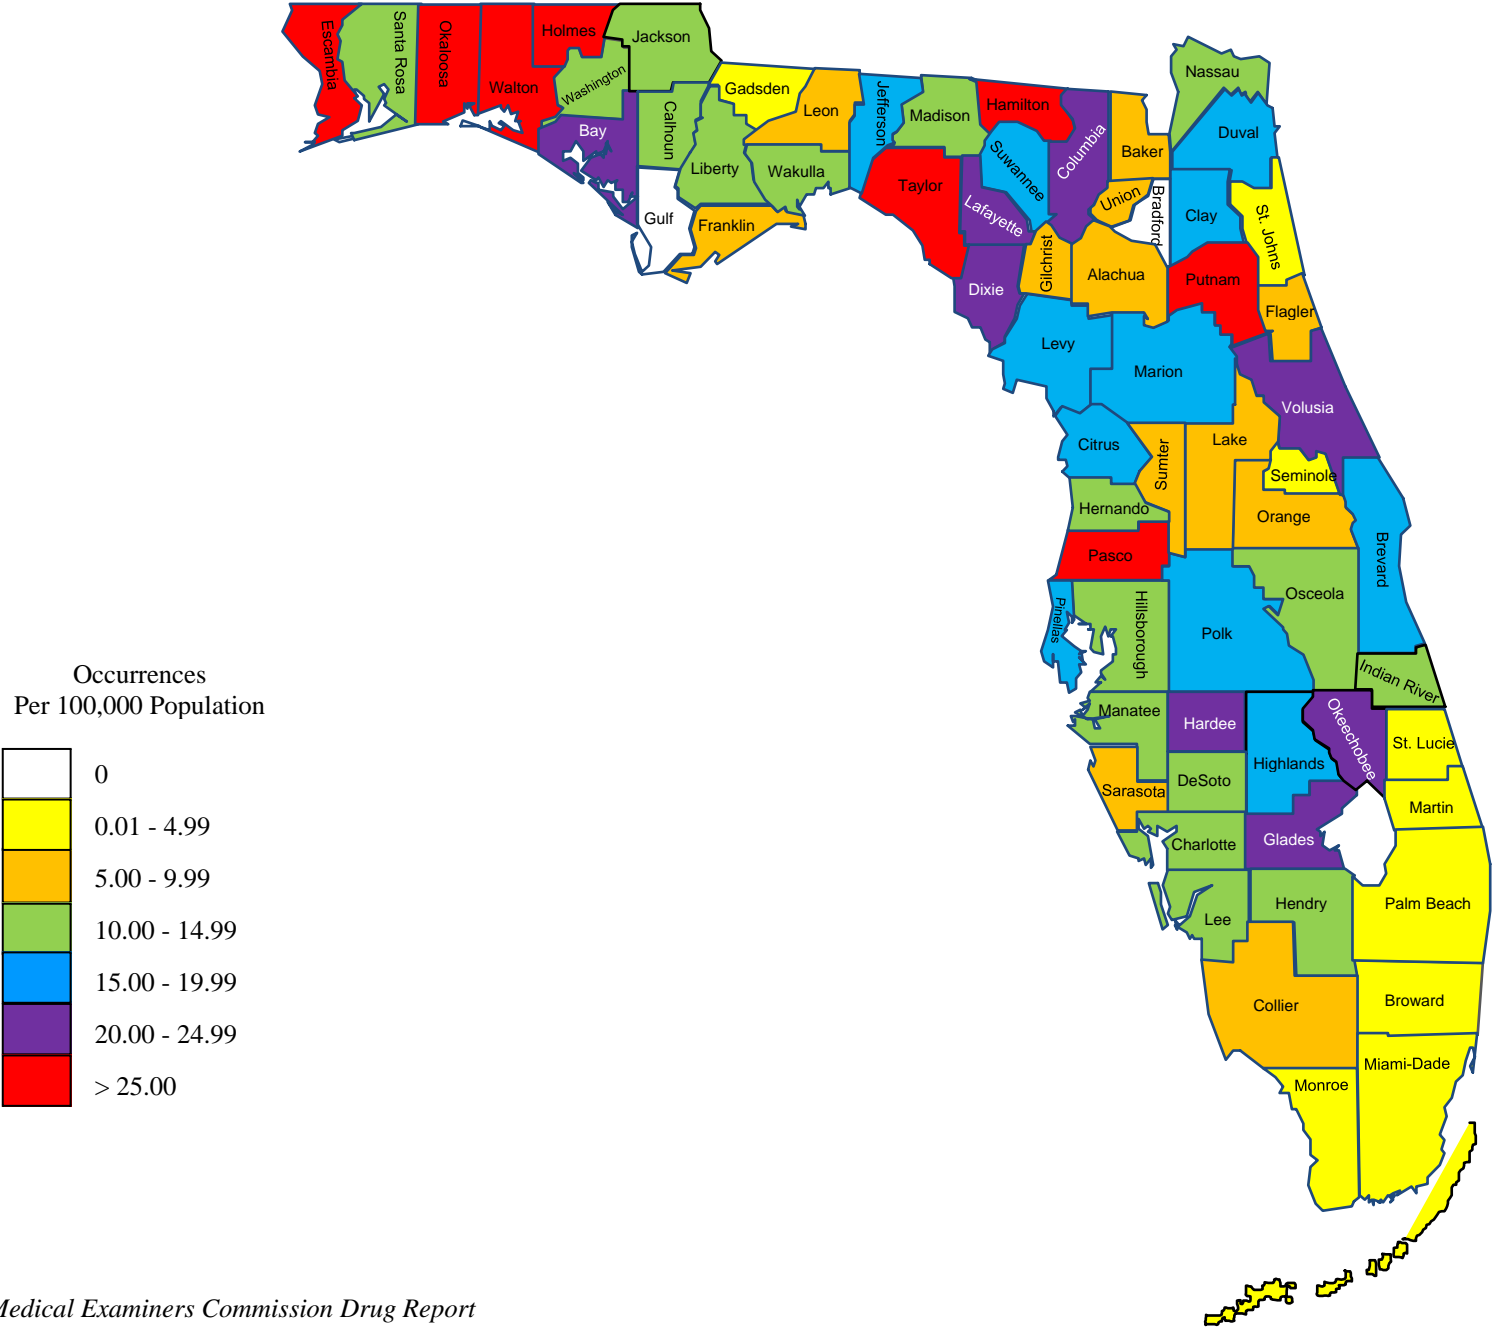 Escambia
Santa Rosa
Okaloosa
Walton
Holmes
Washington
Jackson
Bay
Calhoun
Gulf
Liberty
Gadsden
Franklin
Leon
Wakulla
Jefferson
Madison
Taylor
Hamilton
Suwannee
Lafayette
Dixie
Columbia
Gilchrist
Baker
Union
Bradford
Alachua
Nassau
Duval
Clay
St. Johns
Putnam
Flagler
Levy
Marion
Volusia
Citrus
Sumter
Lake
Seminole
Hernando
Orange
Pasco
Brevard
Pinellas
Hillsborough
Polk
Osceola
Indian River
Manatee
Hardee
Highlands
Okeechobee
St. Lucie
Sarasota
DeSoto
Martin
Charlotte
Glades
Lee
Hendry
Palm Beach
Collier
Broward
Miami-Dade
Monroe
Occurrences
Per 100,000 Population
0
0.01 - 4.99
5.00 - 9.99
10.00 - 14.99
15.00 - 19.99
20.00 - 24.99
> 25.00
Medical Examiners Commission Drug Report